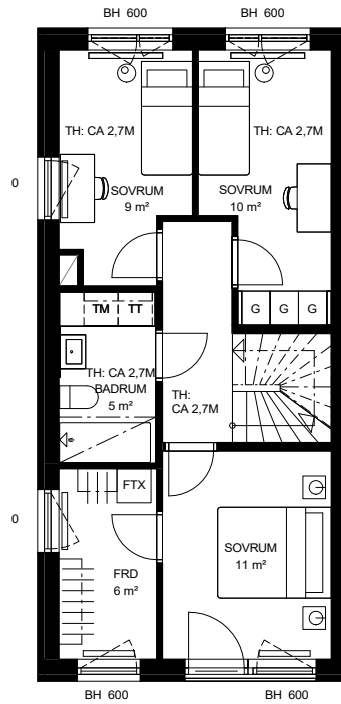 BH 600 BH 600
TH: CA 2,7M TH: CA 2,7M
SOVRUM SOVRUM
9 m² 10 m²
TM TT G G G
TH: CA 2,7M
BADRUM
5 m²
TH:
CA 2,7M
FTX
SOVRUM
11 m²
FRD
6 m²
BH 600 BH 600